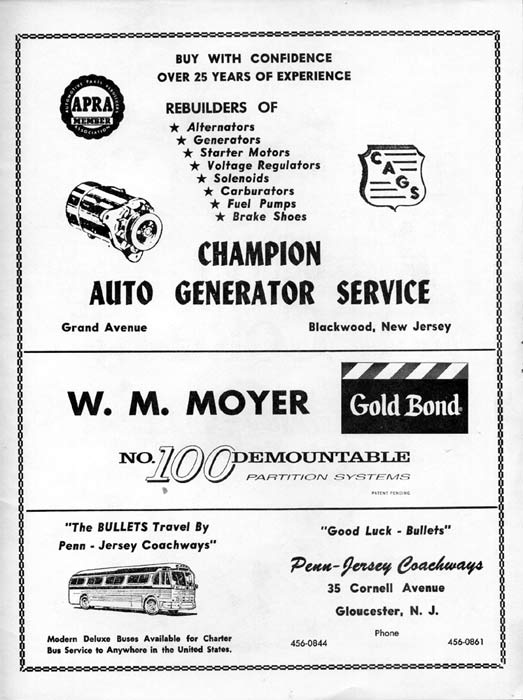 BUY WITH CONFIDENCE
OVER 25 YEARS OF EXPERIENCE
AUTOMOTIVE PARTS REBUILDERS
APRA
MEMBER
ASSOCIATION
REBUILDERS OF
★ Alternators
★ Generators
★ Starter Motors
★ Voltage Regulators
★ Solenoids
★ Carburators
★ Fuel Pumps
★ Brake Shoes
CAGS
CHAMPION
AUTO GENERATOR SERVICE
Grand Avenue Blackwood, New Jersey
W. M. MOYER
Gold Bond
NO. 100 DEMOUNTABLE
PARTITION SYSTEMS
PATENT PENDING
"The BULLETS Travel By
Penn - Jersey Coachways"
Modern Deluxe Buses Available for Charter
Bus Service to Anywhere in the United States.
"Good Luck - Bullets"
Penn-Jersey Coachways
35 Cornell Avenue
Gloucester, N. J.
Phone
456-0844 456-0861